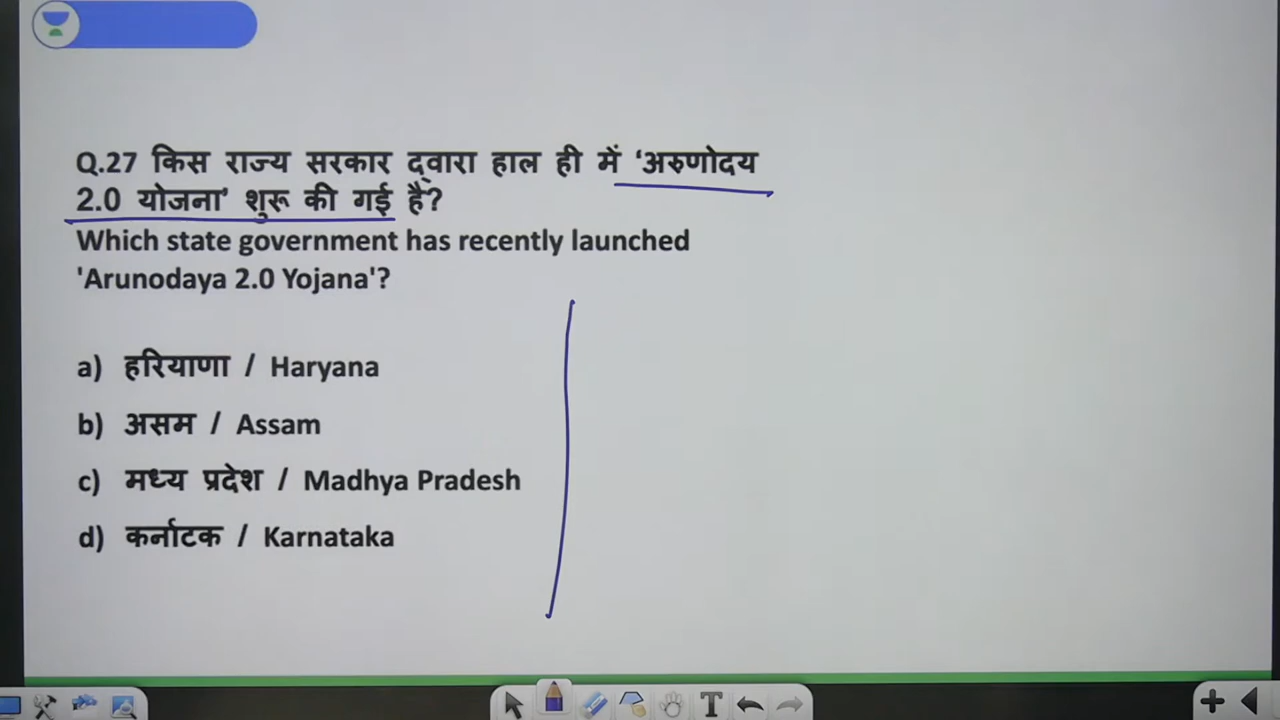 Q.27 किस राज्य सरकार द्वारा हाल ही में ‘अरुणोदय
2.0 योजना’ शुरू की गई है?
Which state government has recently launched
'Arunodaya 2.0 Yojana'?
a) हरियाणा / Haryana
b) असम / Assam
c) मध्य प्रदेश / Madhya Pradesh
d) कर्नाटक / Karnataka
T